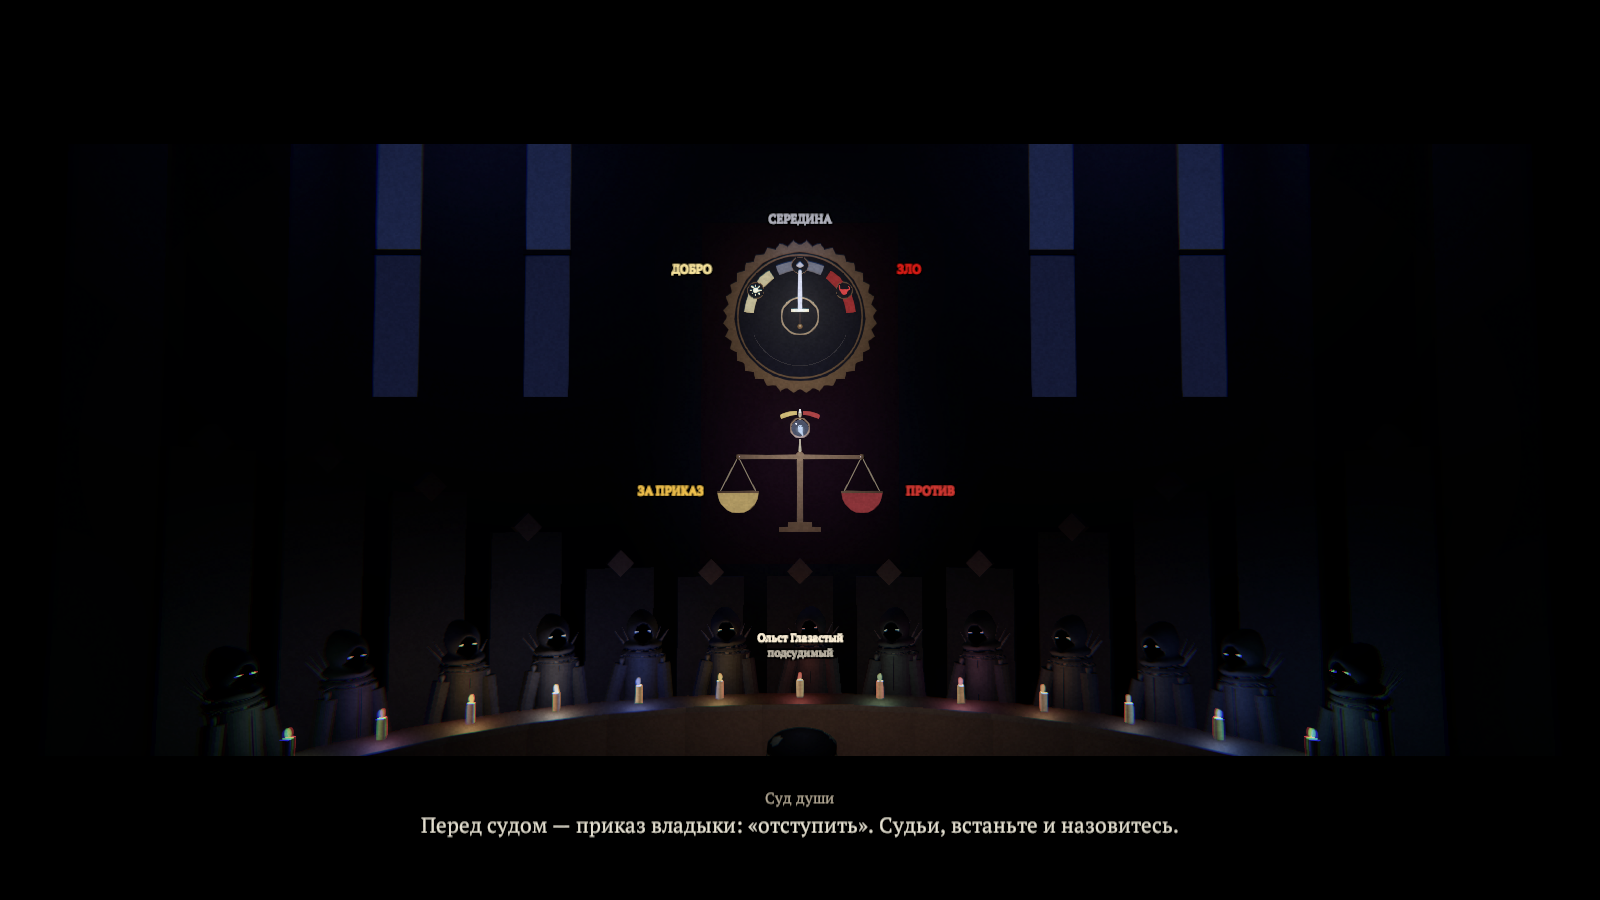 СЕРЕДИНА
ДОБРО
ЗЛО
ЗА ПРИКАЗ
ПРОТИВ
Ольст Глазастый
подсудимый
Суд души
Перед судом — приказ владыки: «отступить». Судьи, встаньте и назовитесь.